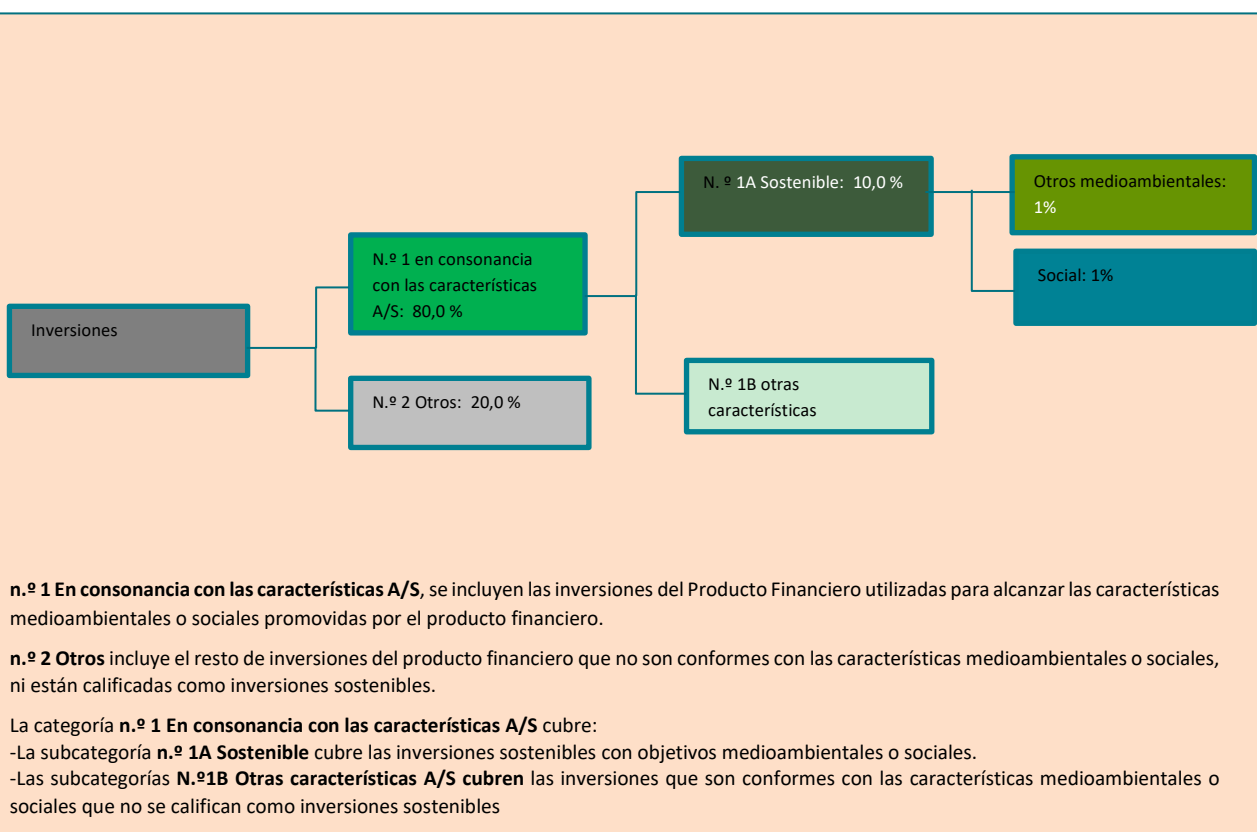 Inversiones
N.º 1 en consonancia
con las características
A/S: 80,0 %
N.º 2 Otros: 20,0 %
N. º 1A Sostenible: 10,0 %
N.º 1B otras
características
Otros medioambientales:
1%
Social: 1%
n.º 1 En consonancia con las características A/S, se incluyen las inversiones del Producto Financiero utilizadas para alcanzar las características
medioambientales o sociales promovidas por el producto financiero.
n.º 2 Otros incluye el resto de inversiones del producto financiero que no son conformes con las características medioambientales o sociales,
ni están calificadas como inversiones sostenibles.
La categoría n.º 1 En consonancia con las características A/S cubre:
-La subcategoría n.º 1A Sostenible cubre las inversiones sostenibles con objetivos medioambientales o sociales.
-Las subcategorías N.º1B Otras características A/S cubren las inversiones que son conformes con las características medioambientales o
sociales que no se califican como inversiones sostenibles